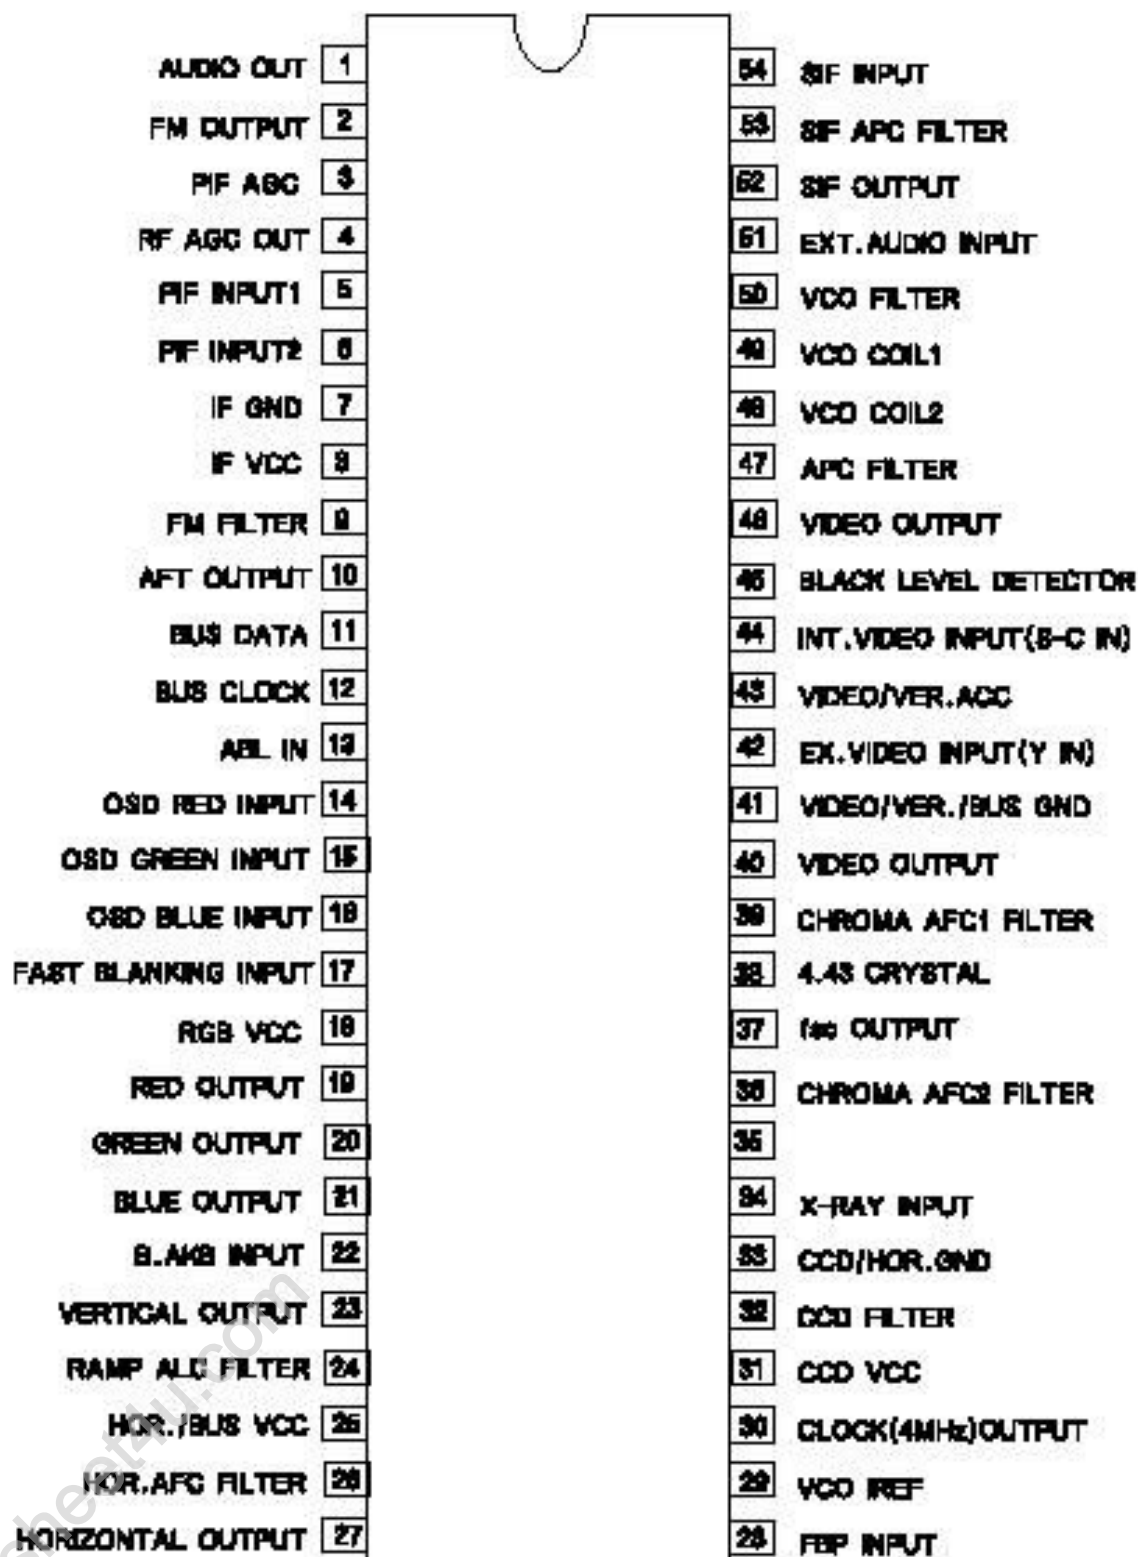 AUDIO OUT 1
FM OUTPUT 2
PIF AGC 3
RF AGC OUT 4
PIF INPUT1 5
PIF INPUT2 6
IF GND 7
IF VCC 8
FM FILTER 9
AFT OUTPUT 10
BUS DATA 11
BUS CLOCK 12
ABL IN 13
OSD RED INPUT 14
OSD GREEN INPUT 15
OSD BLUE INPUT 16
FAST BLANKING INPUT 17
RGB VCC 18
RED OUTPUT 19
GREEN OUTPUT 20
BLUE OUTPUT 21
B.AKB INPUT 22
VERTICAL OUTPUT 23
RAMP ALC FILTER 24
HOR./BUS VCC 25
HOR.AFC FILTER 26
HORIZONTAL OUTPUT 27
54 SIF INPUT
53 SIF APC FILTER
52 SIF OUTPUT
51 EXT.AUDIO INPUT
50 VCO FILTER
49 VCO COIL1
48 VCO COIL2
47 APC FILTER
46 VIDEO OUTPUT
45 BLACK LEVEL DETECTOR
44 INT.VIDEO INPUT(S-C IN)
43 VIDEO/VER.
42 EX.VIDEO INPUT(Y IN)
41 VIDEO/VER./BUS GND
40 VIDEO OUTPUT
39 CHROMA AFC1 FILTER
38 4.43 CRYSTAL
37 fsc OUTPUT
36 CHROMA AFC2 FILTER
35
34 X-RAY INPUT
33 CCD/HOR.GND
32 CCD FILTER
31 CCD VCC
30 CLOCK(4MHz)OUTPUT
29 VCO IREF
28 FBP INPUT
sheet4u.com